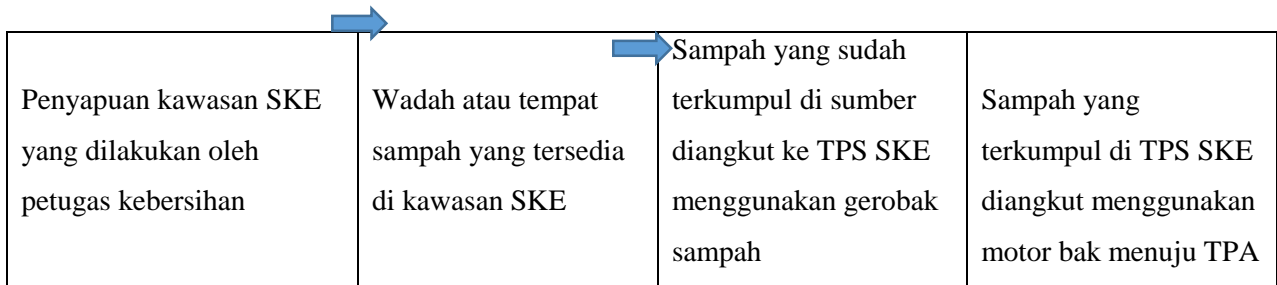 Penyapuan kawasan SKE
yang dilakukan oleh
petugas kebersihan
Wadah atau tempat
sampah yang tersedia
di kawasan SKE
Sampah yang sudah
terkumpul di sumber
diangkut ke TPS SKE
menggunakan gerobak
sampah
Sampah yang
terkumpul di TPS SKE
diangkut menggunakan
motor bak menuju TPA